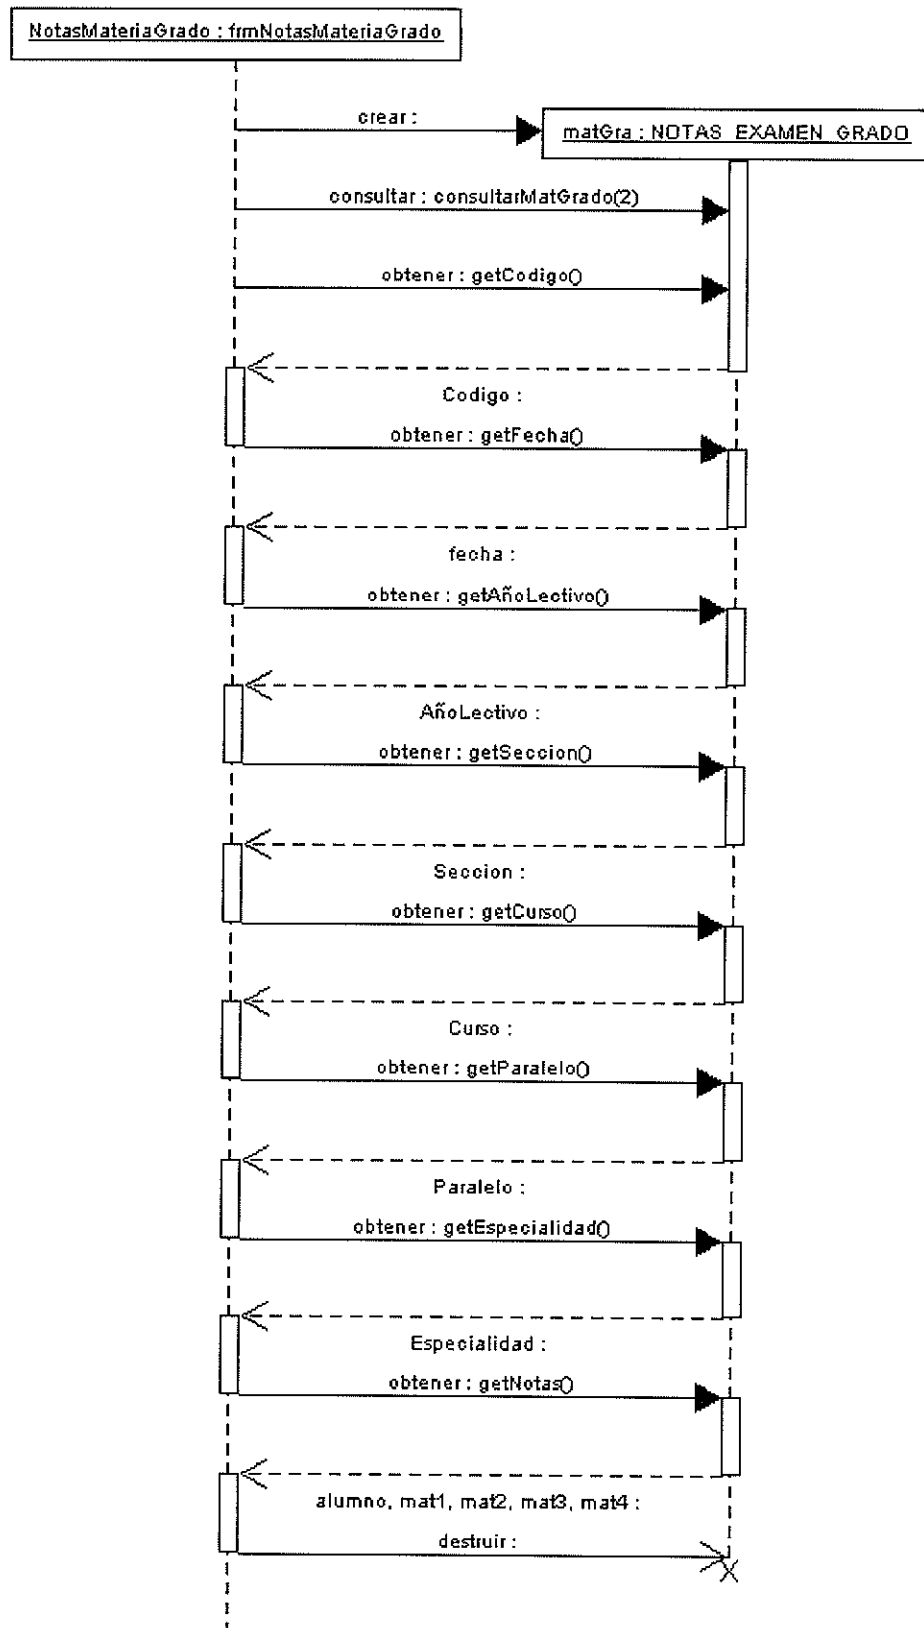 NotasMateriaGrado : frmNotasMateriaGrado
crear :
matGra : NOTAS_EXAMEN_GRADO
consultar : consultarMatGrado(2)
obtener : getCodigo()
Codigo :
obtener : getFecha()
fecha :
obtener : getAñoLectivo()
AñoLectivo :
obtener : getSeccion()
Seccion :
obtener : getCurso()
Curso :
obtener : getParalelo()
Paralelo :
obtener : getEspecialidad()
Especialidad :
obtener : getNotas()
alumno, mat1, mat2, mat3, mat4 :
destruir :